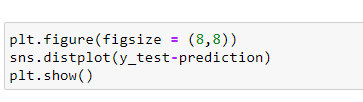 plt.figure(figsize = (8,8))
sns.distplot(y_test-prediction)
plt.show()